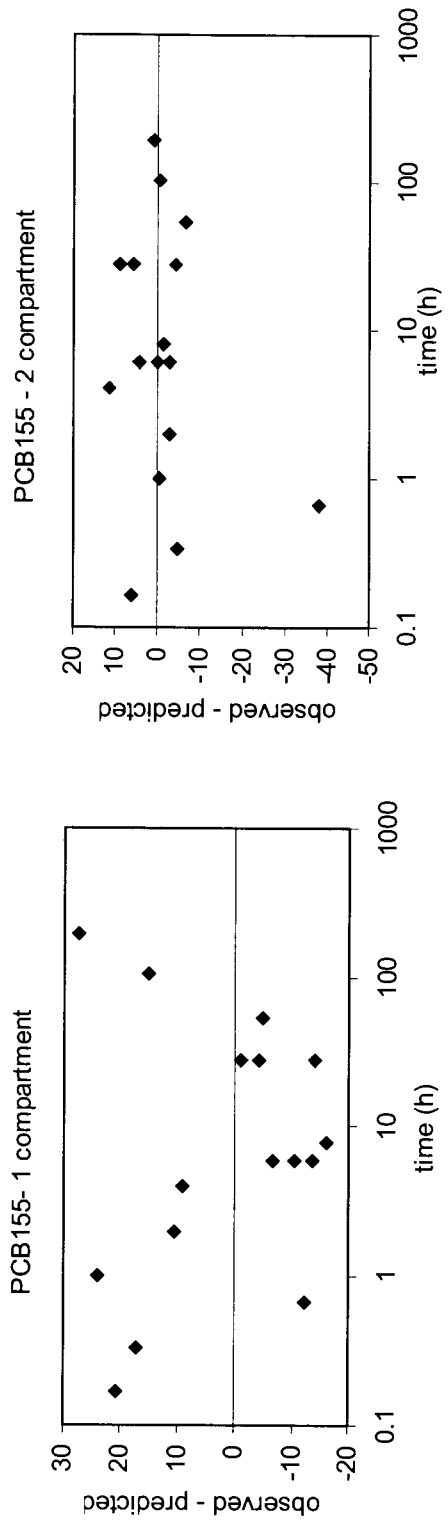 PCB155- 1 compartment
observed - predicted
30
20
10
0
-10
-20
0.1 1 10 100 1000
time (h)
PCB155 - 2 compartment
observed - predicted
20
10
0
-10
-20
-30
-40
-50
0.1 1 10 100 1000
time (h)